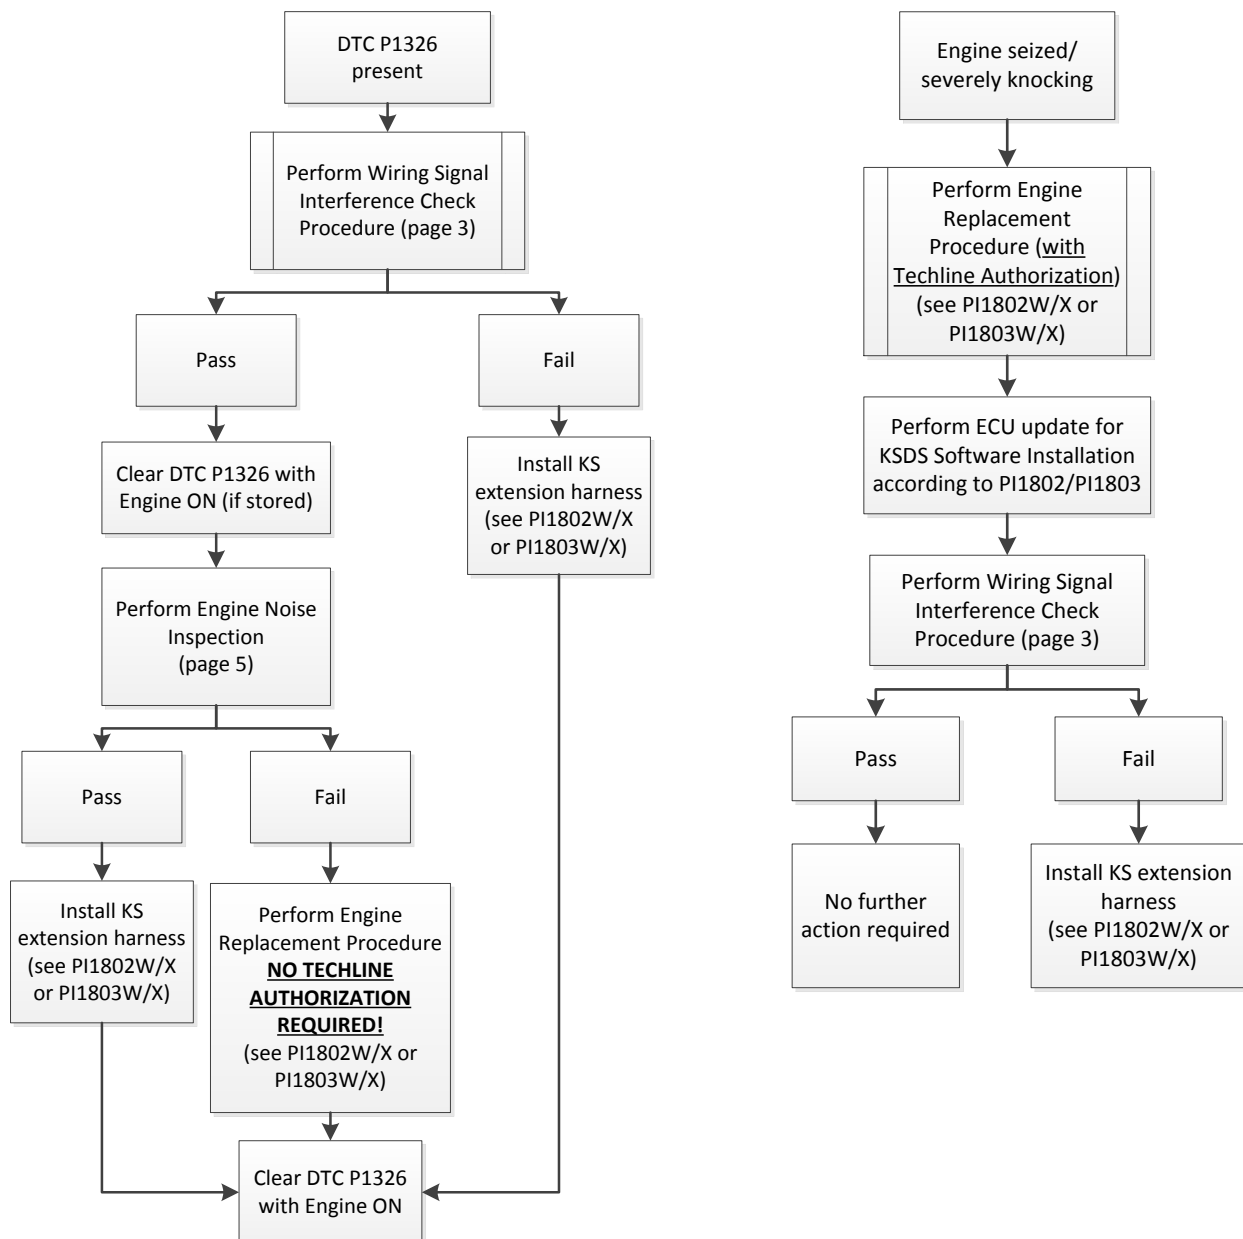 DTC P1326
present
Perform Wiring Signal
Interference Check
Procedure (page 3)
Pass
Fail
Clear DTC P1326 with
Engine ON (if stored)
Install KS
extension harness
(see PI1802W/X
or PI1803W/X)
Perform Engine Noise
Inspection
(page 5)
Pass
Fail
Install KS
extension harness
(see PI1802W/X
or PI1803W/X)
Perform Engine
Replacement Procedure
NO TECHLINE
AUTHORIZATION
REQUIRED!
(see PI1802W/X or
PI1803W/X)
Clear DTC P1326
with Engine ON
Engine seized/
severely knocking
Perform Engine
Replacement
Procedure (with
Techline Authorization)
(see PI1802W/X or
PI1803W/X)
Perform ECU update for
KSDS Software Installation
according to PI1802/PI1803
Perform Wiring Signal
Interference Check
Procedure (page 3)
Pass
Fail
No further
action required
Install KS extension
harness
(see PI1802W/X or
PI1803W/X)